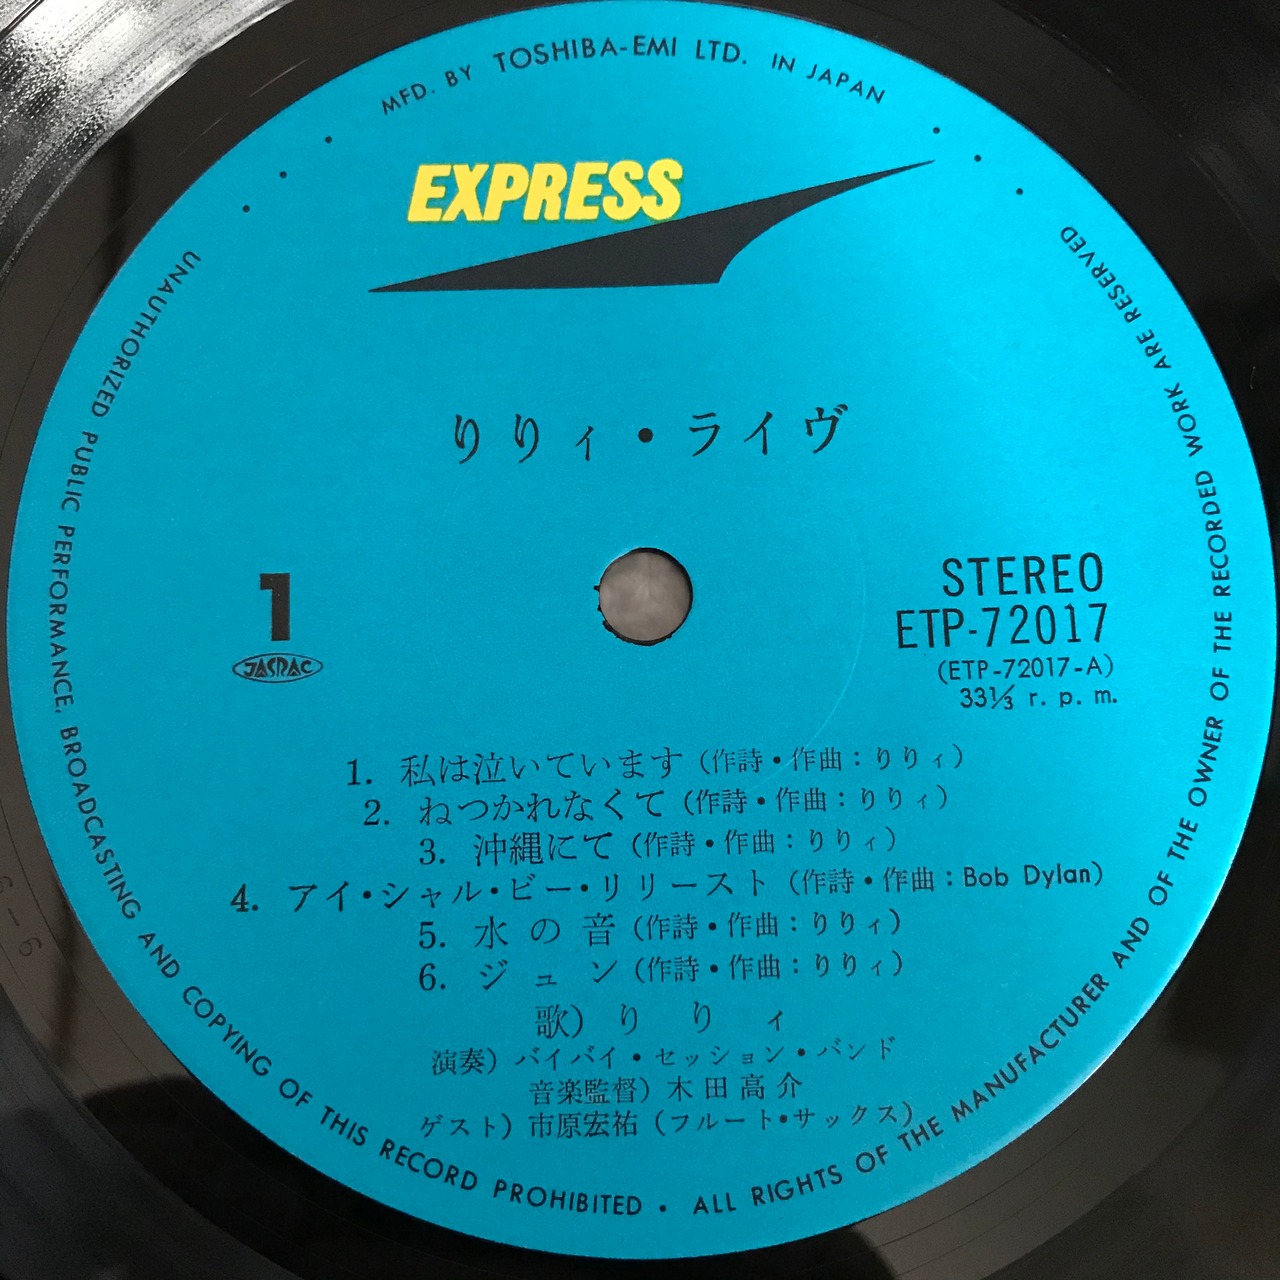 MFD. BY TOSHIBA-EMI LTD. IN JAPAN
EXPRESS
りりィ・ライヴ
1
JASRAC
STEREO
ETP-72017
(ETP-72017-A)
33⅓ r. p. m.
1. 私は泣いています (作詩・作曲：りりィ)
2. ねつかれなくて (作詩・作曲：りりィ)
3. 沖縄にて (作詩・作曲：りりィ)
4. アイ・シャル・ビー・リリースト (作詩・作曲：Bob Dylan)
5. 水の音 (作詩・作曲：りりィ)
6. ジュン (作詩・作曲：りりィ)
歌) りりィ
演奏) バイバイ・セッション・バンド
音楽監督) 木田高介
ゲスト) 市原宏祐 (フルート・サックス)
UNAUTHORIZED PUBLIC PERFORMANCE, BROADCASTING AND COPYING OF THIS RECORD PROHIBITED • ALL RIGHTS OF THE MANUFACTURER AND OF THE OWNER OF THE RECORDED WORK ARE RESERVED